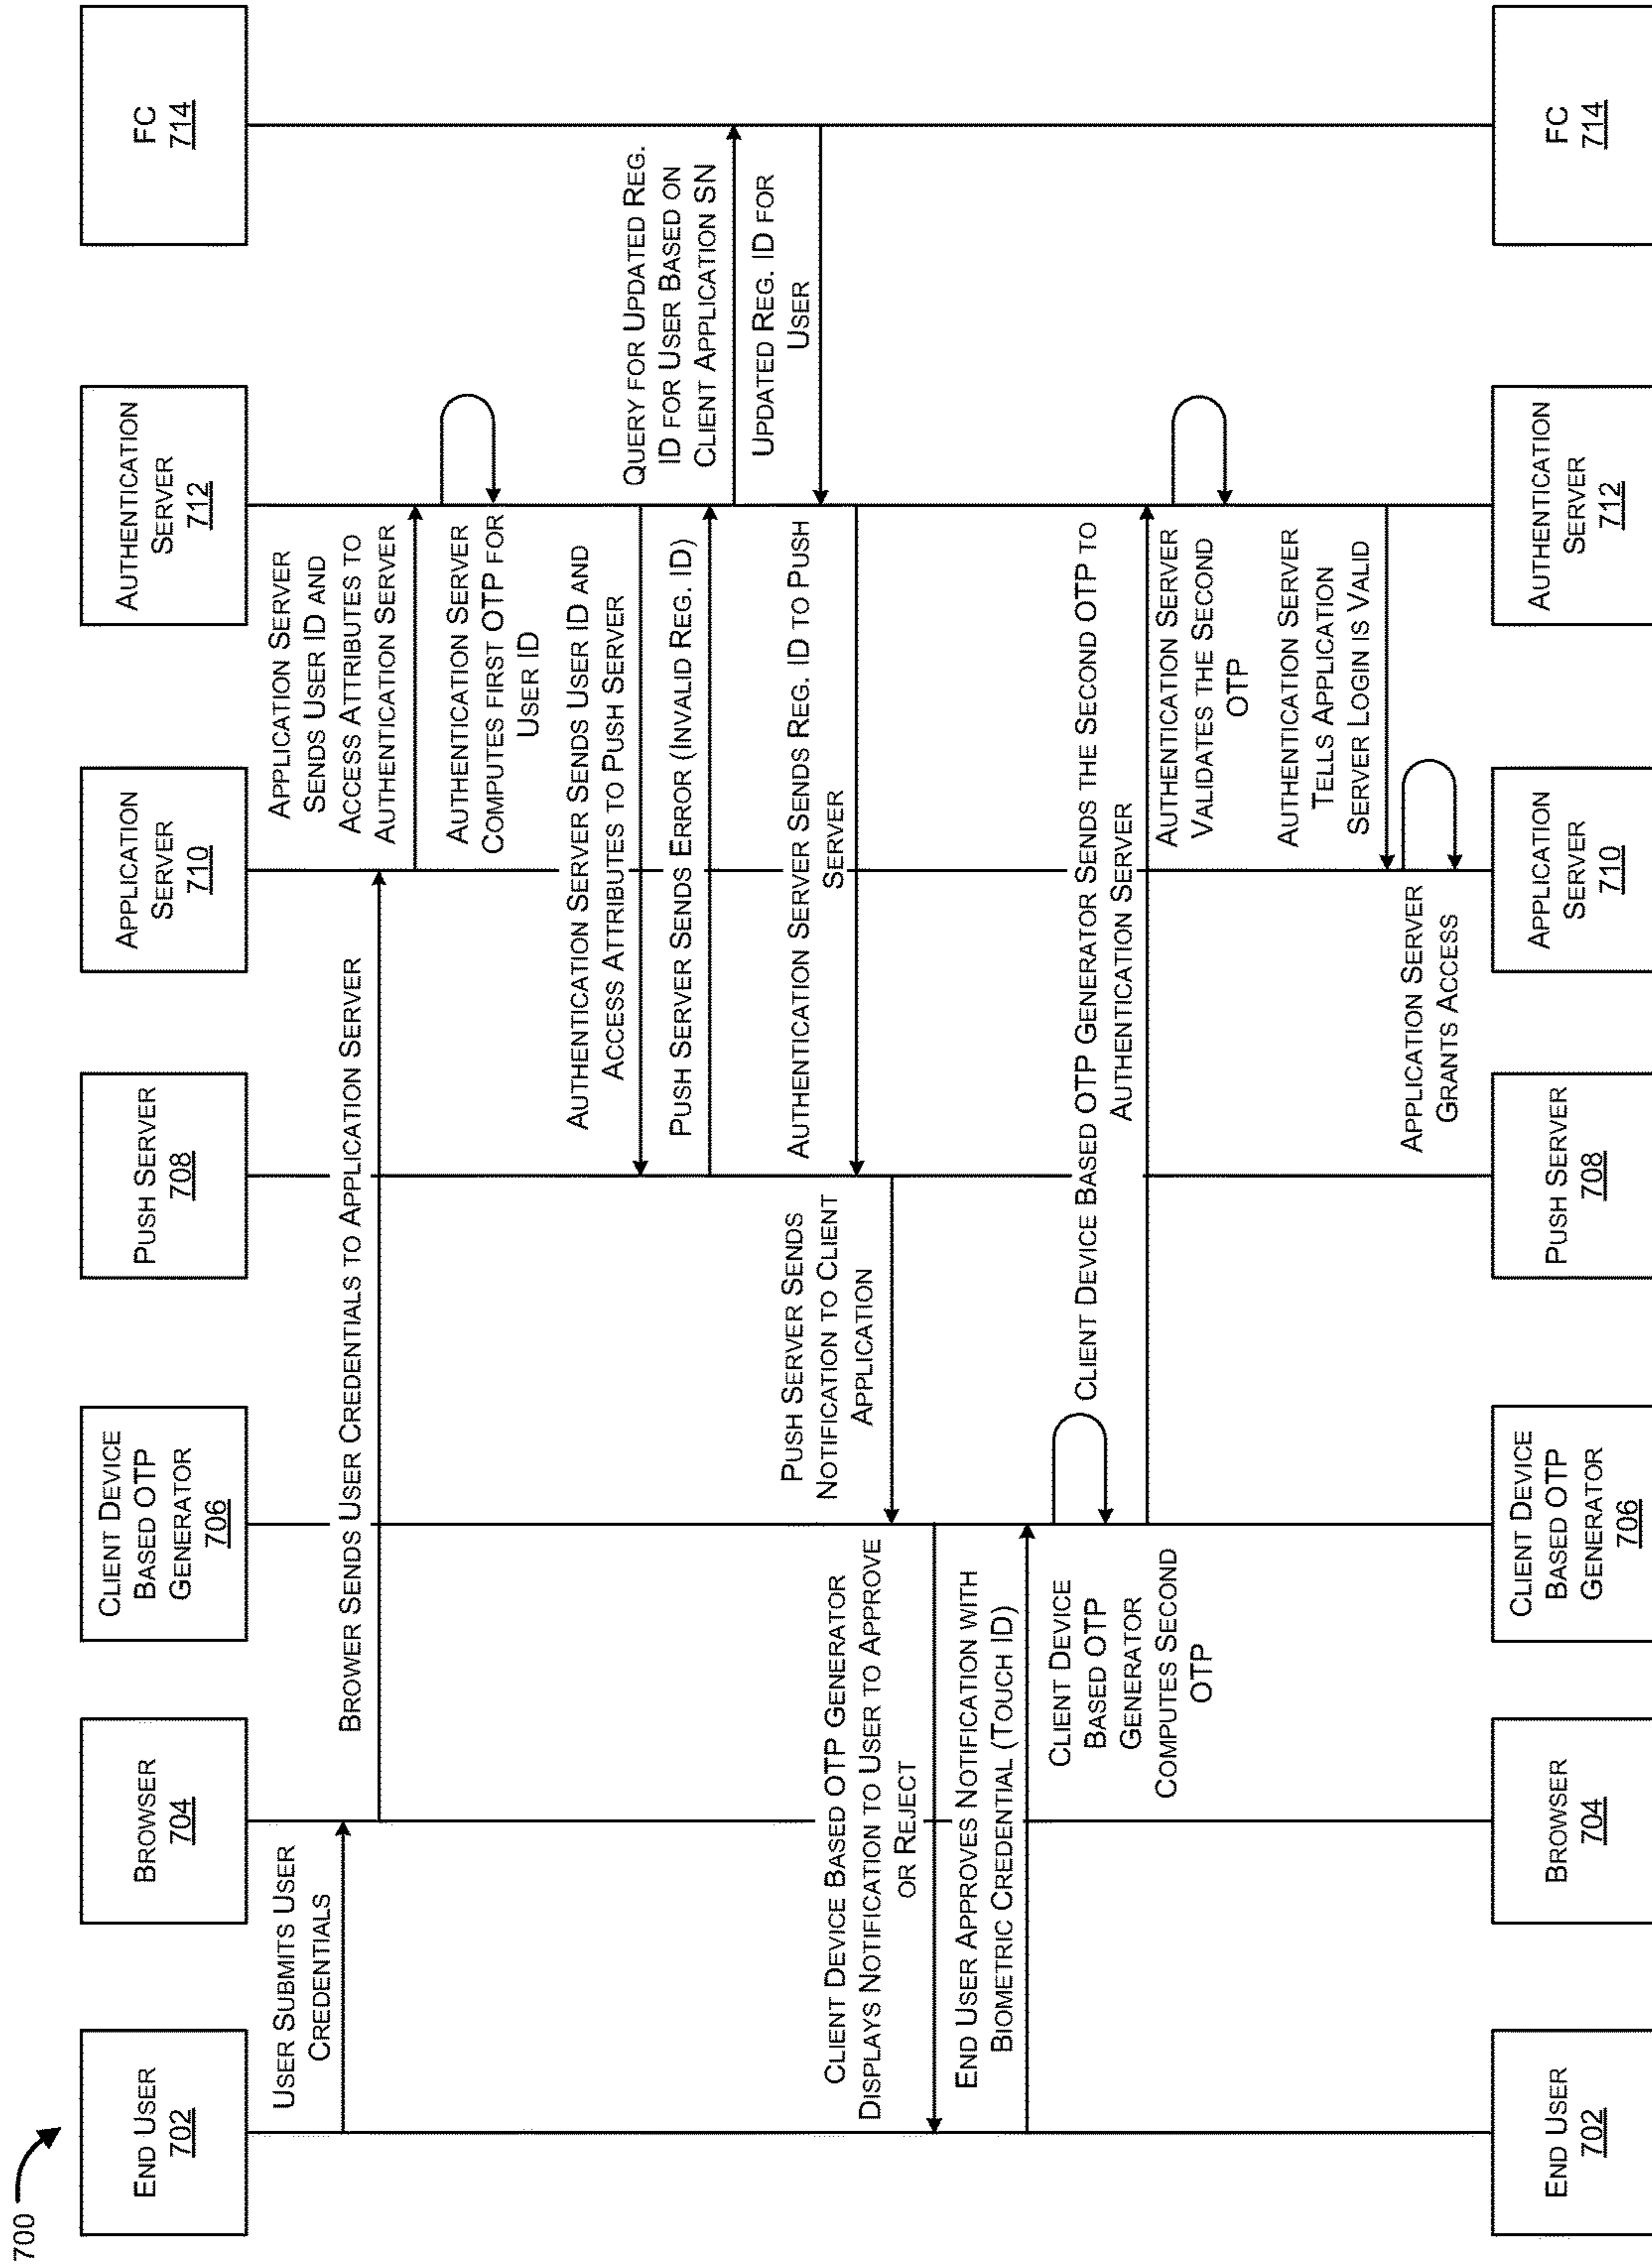 700
END USER
702
BROWSER
704
CLIENT DEVICE
BASED OTP
GENERATOR
706
PUSH SERVER
708
APPLICATION
SERVER
710
AUTHENTICATION
SERVER
712
FC
714
USER SUBMITS USER
CREDENTIALS
BROWER SENDS USER CREDENTIALS TO APPLICATION SERVER
APPLICATION SERVER
SENDS USER ID AND
ACCESS ATTRIBUTES TO
AUTHENTICATION SERVER
AUTHENTICATION SERVER
COMPUTES FIRST OTP FOR
USER ID
AUTHENTICATION SERVER SENDS USER ID AND
ACCESS ATTRIBUTES TO PUSH SERVER
PUSH SERVER SENDS ERROR (INVALID REG. ID)
QUERY FOR UPDATED REG.
ID FOR USER BASED ON
CLIENT APPLICATION SN
UPDATED REG. ID FOR
USER
AUTHENTICATION SERVER SENDS REG. ID TO PUSH
SERVER
PUSH SERVER SENDS
NOTIFICATION TO CLIENT
APPLICATION
CLIENT DEVICE BASED OTP GENERATOR
DISPLAYS NOTIFICATION TO USER TO APPROVE
OR REJECT
END USER APPROVES NOTIFICATION WITH
BIOMETRIC CREDENTIAL (TOUCH ID)
CLIENT DEVICE
BASED OTP
GENERATOR
COMPUTES SECOND
OTP
CLIENT DEVICE BASED OTP GENERATOR SENDS THE SECOND OTP TO
AUTHENTICATION SERVER
AUTHENTICATION SERVER
VALIDATES THE SECOND
OTP
AUTHENTICATION SERVER
TELLS APPLICATION
SERVER LOGIN IS VALID
APPLICATION SERVER
GRANTS ACCESS
END USER
702
BROWSER
704
CLIENT DEVICE
BASED OTP
GENERATOR
706
PUSH SERVER
708
APPLICATION
SERVER
710
AUTHENTICATION
SERVER
712
FC
714